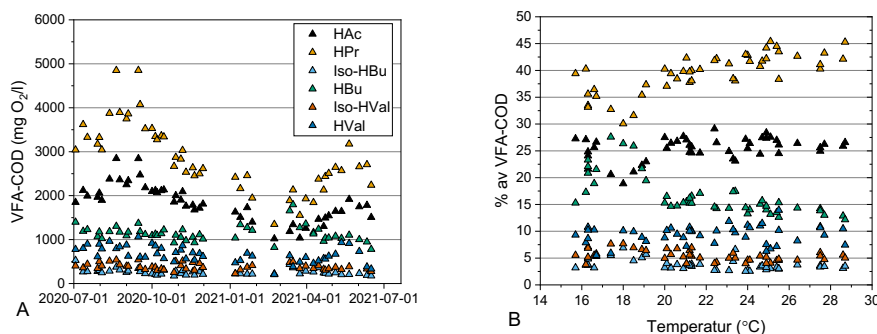 6000
5000
4000
3000
2000
1000
0
VFA-COD (mg O₂/l)
HAc
HPr
Iso-HBu
HBu
Iso-HVal
HVal
2020-07-01
2020-10-01
2021-01-01
2021-04-01
2021-07-01
A
50
45
40
35
30
25
20
15
10
5
0
% av VFA-COD
14 16 18 20 22 24 26 28 30
Temperatur (°C)
B